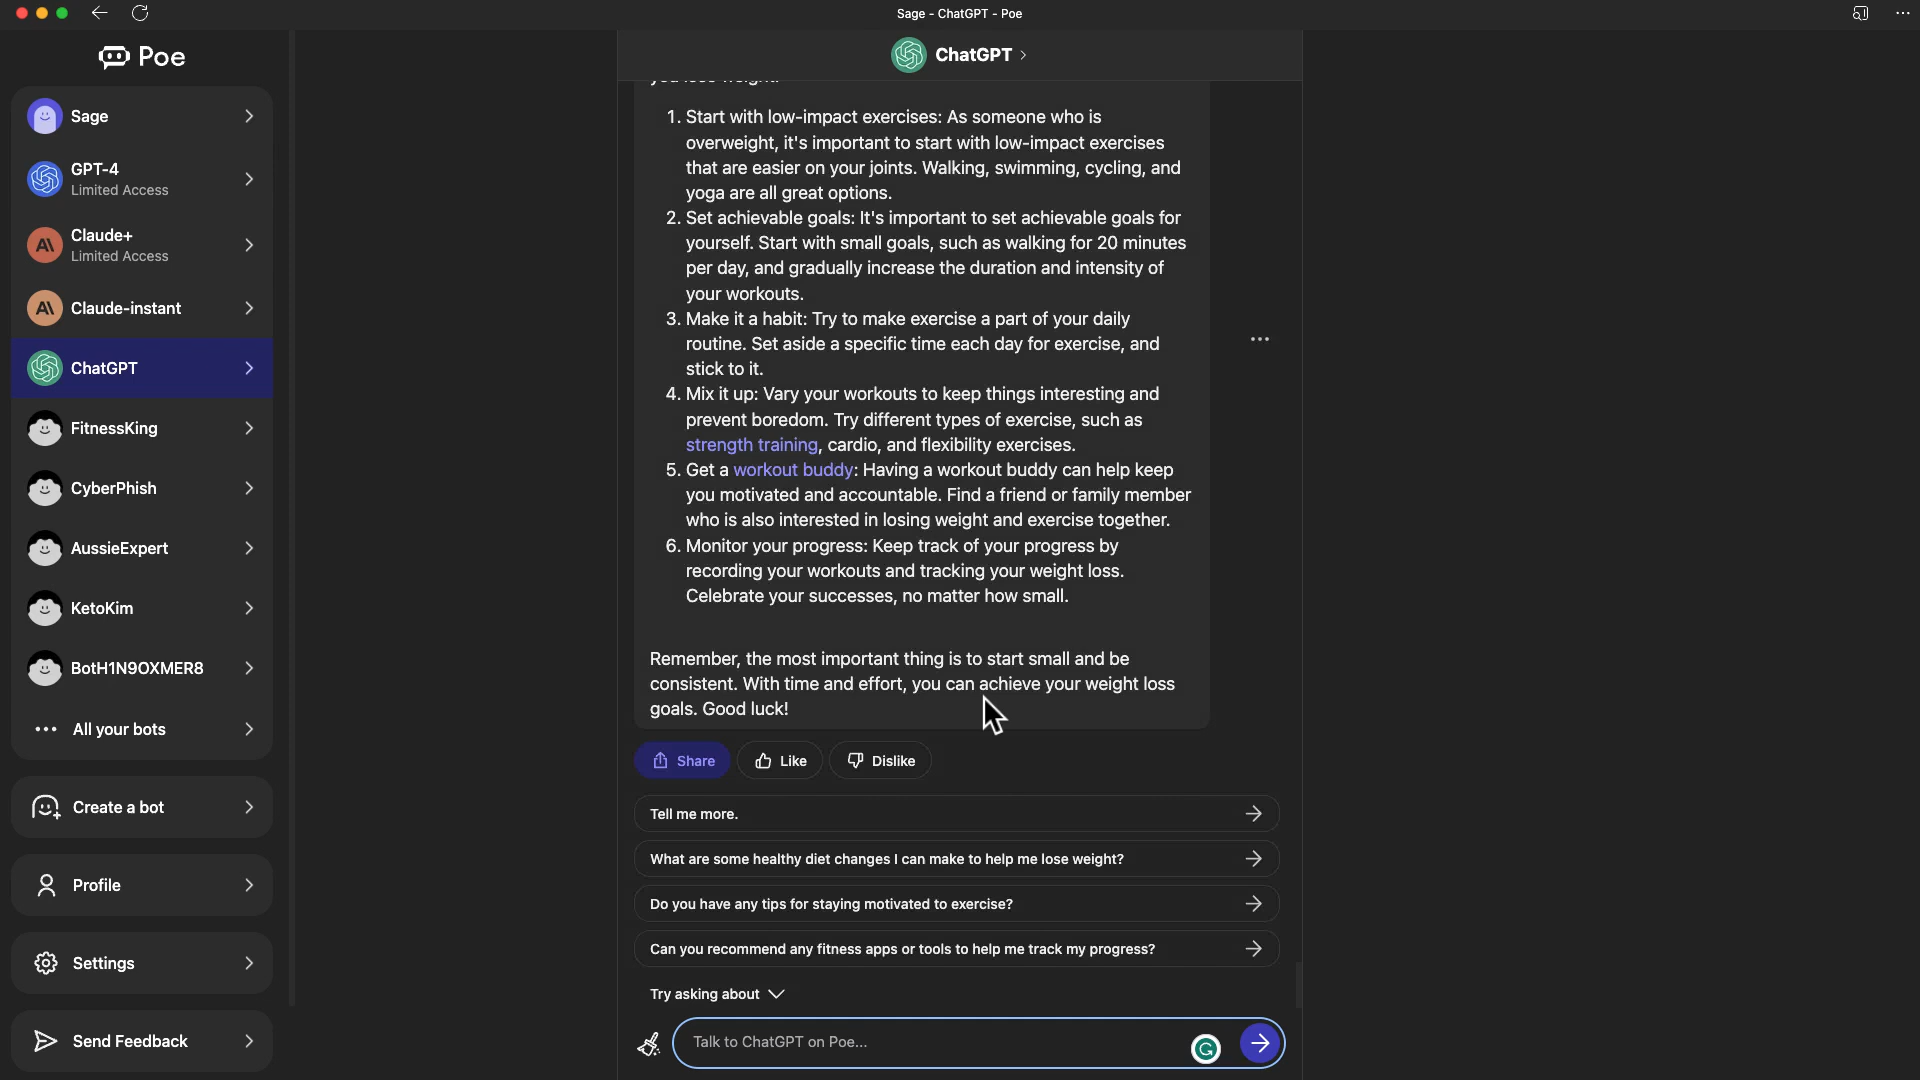 Sage - ChatGPT - Poe
Poe
Sage
GPT-4
Limited Access
Claude+
Limited Access
Claude-instant
ChatGPT
FitnessKing
CyberPhish
AussieExpert
KetoKim
BotH1N9OXMER8
All your bots
Create a bot
Profile
Settings
Send Feedback
ChatGPT
you lose weight:
1. Start with low-impact exercises: As someone who is
overweight, it's important to start with low-impact exercises
that are easier on your joints. Walking, swimming, cycling, and
yoga are all great options.
2. Set achievable goals: It's important to set achievable goals for
yourself. Start with small goals, such as walking for 20 minutes
per day, and gradually increase the duration and intensity of
your workouts.
3. Make it a habit: Try to make exercise a part of your daily
routine. Set aside a specific time each day for exercise, and
stick to it.
4. Mix it up: Vary your workouts to keep things interesting and
prevent boredom. Try different types of exercise, such as
strength training, cardio, and flexibility exercises.
5. Get a workout buddy: Having a workout buddy can help keep
you motivated and accountable. Find a friend or family member
who is also interested in losing weight and exercise together.
6. Monitor your progress: Keep track of your progress by
recording your workouts and tracking your weight loss.
Celebrate your successes, no matter how small.
Remember, the most important thing is to start small and be
consistent. With time and effort, you can achieve your weight loss
goals. Good luck!
Share
Like
Dislike
Tell me more.
What are some healthy diet changes I can make to help me lose weight?
Do you have any tips for staying motivated to exercise?
Can you recommend any fitness apps or tools to help me track my progress?
Try asking about
Talk to ChatGPT on Poe...